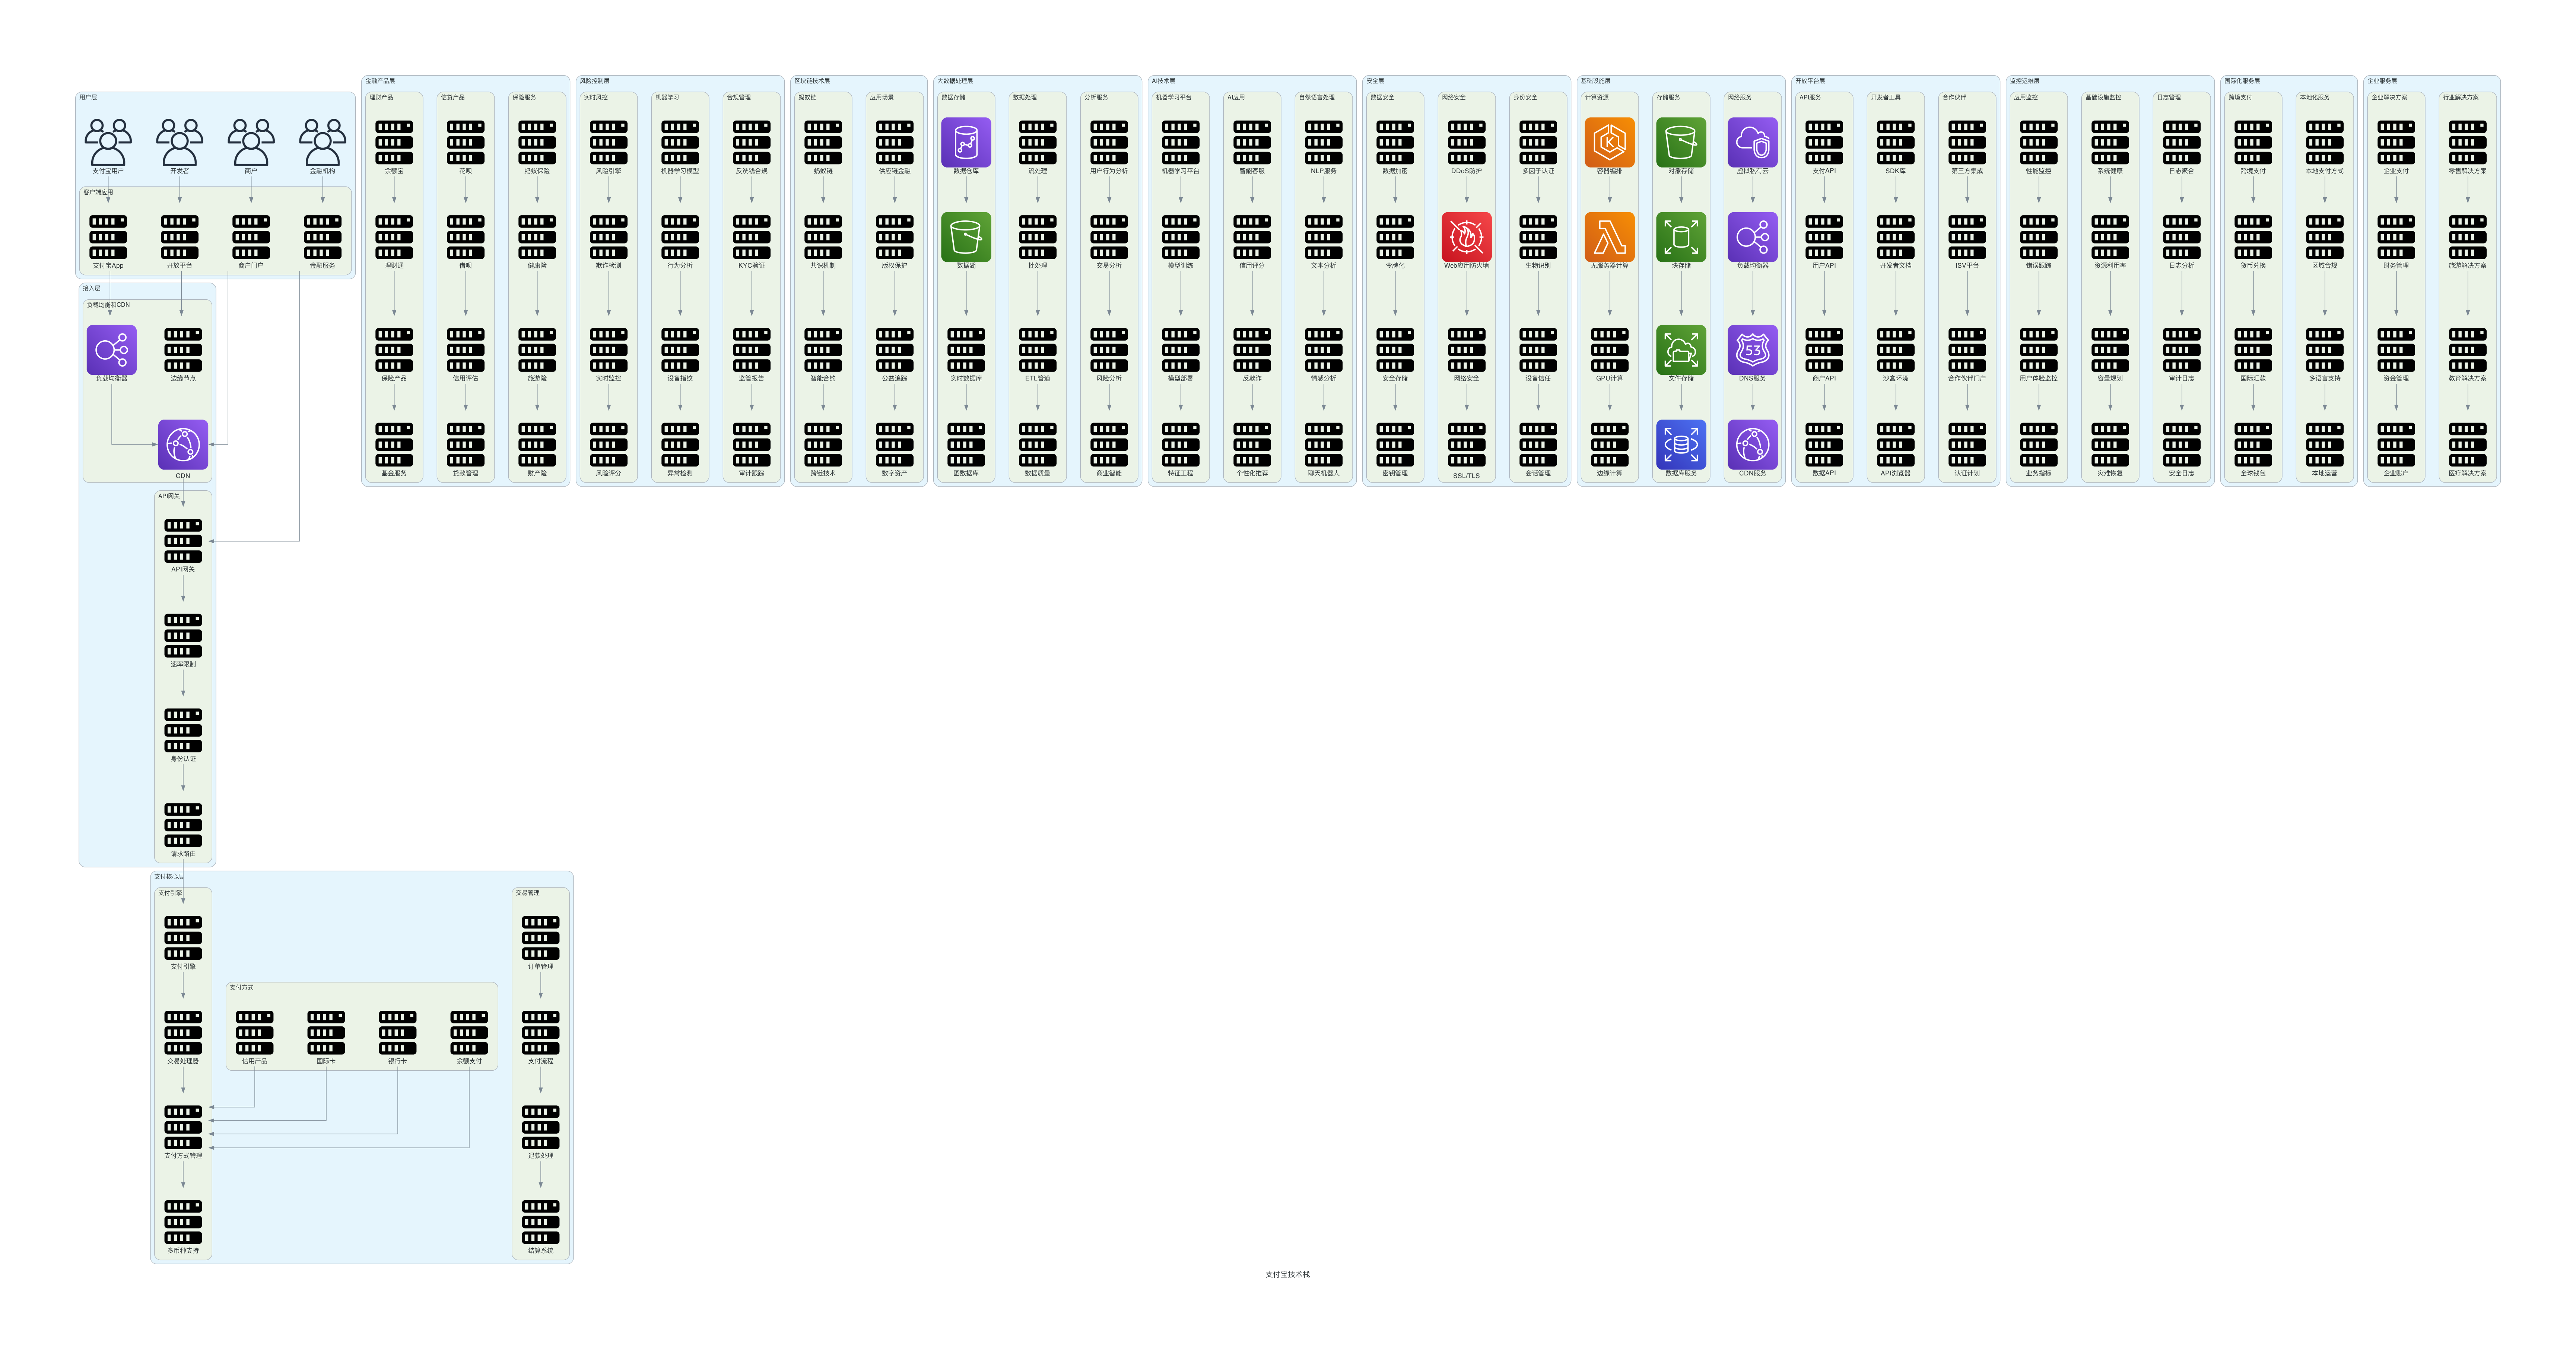 用户层
支付宝用户
开发者
商户
金融机构
客户端应用
支付宝App
开放平台
商户门户
金融服务
接入层
负载均衡和CDN
负载均衡器
边缘节点
CDN
API网关
API网关
速率限制
身份认证
请求路由
支付核心层
支付引擎
支付引擎
交易处理器
支付方式管理
多币种支持
支付方式
信用产品
国际卡
银行卡
余额支付
交易管理
订单管理
支付流程
退款处理
结算系统
金融产品层
理财产品
余额宝
理财通
保险产品
基金服务
信贷产品
花呗
借呗
信用评估
贷款管理
保险服务
蚂蚁保险
健康险
旅游险
财产险
风险控制层
实时风控
风险引擎
欺诈检测
实时监控
风险评分
机器学习
机器学习模型
行为分析
设备指纹
异常检测
合规管理
反洗钱合规
KYC验证
监管报告
审计跟踪
区块链技术层
蚂蚁链
蚂蚁链
共识机制
智能合约
跨链技术
应用场景
供应链金融
版权保护
公益追踪
数字资产
大数据处理层
数据存储
数据仓库
数据湖
实时数据库
图数据库
数据处理
流处理
批处理
ETL管道
数据质量
分析服务
用户行为分析
交易分析
风险分析
商业智能
AI技术层
机器学习平台
机器学习平台
模型训练
模型部署
特征工程
AI应用
智能客服
信用评分
反欺诈
个性化推荐
自然语言处理
NLP服务
文本分析
情感分析
聊天机器人
安全层
数据安全
数据加密
令牌化
安全存储
密钥管理
网络安全
DDoS防护
Web应用防火墙
网络安全
SSL/TLS
身份安全
多因子认证
生物识别
设备信任
会话管理
基础设施层
计算资源
容器编排
无服务器计算
GPU计算
边缘计算
存储服务
对象存储
块存储
文件存储
数据库服务
网络服务
虚拟私有云
负载均衡器
DNS服务
CDN服务
开放平台层
API服务
支付API
用户API
商户API
数据API
开发者工具
SDK库
开发者文档
沙盒环境
API浏览器
合作伙伴
第三方集成
ISV平台
合作伙伴门户
认证计划
监控运维层
应用监控
性能监控
错误跟踪
用户体验监控
业务指标
基础设施监控
系统健康
资源利用率
容量规划
灾难恢复
日志管理
日志聚合
日志分析
审计日志
安全日志
国际化服务层
跨境支付
跨境支付
货币兑换
国际汇款
全球钱包
本地化服务
本地支付方式
区域合规
多语言支持
本地运营
企业服务层
企业解决方案
企业支付
财务管理
资金管理
企业账户
行业解决方案
零售解决方案
旅游解决方案
教育解决方案
医疗解决方案
支付宝技术栈